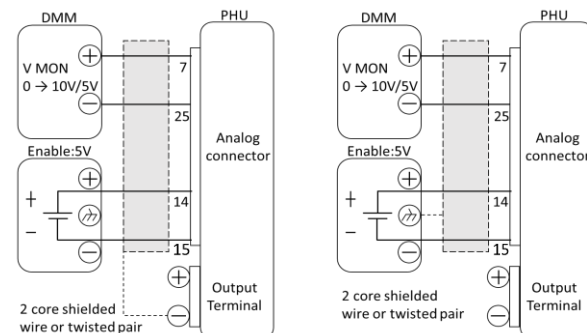 DMM
PHU
V MON
0 → 10V/5V
+
−
7
25
Enable:5V
Analog
connector
+
−
+
−
14
15
+
−
Output
Terminal
2 core shielded
wire or twisted pair
DMM
PHU
V MON
0 → 10V/5V
+
−
7
25
Enable:5V
Analog
connector
+
−
+
−
14
15
+
−
Output
Terminal
2 core shielded
wire or twisted pair